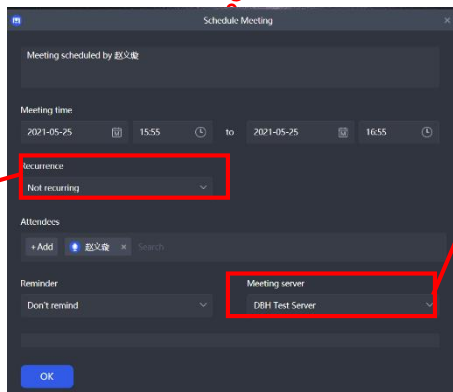 Schedule Meeting
Meeting scheduled by 赵义璇
Meeting time
2021-05-25 15:55 to 2021-05-25 16:55
Recurrence
Not recurring
Attendees
+Add 赵义璇 × Search
Reminder Meeting server
Don't remind DBH Test Server
OK